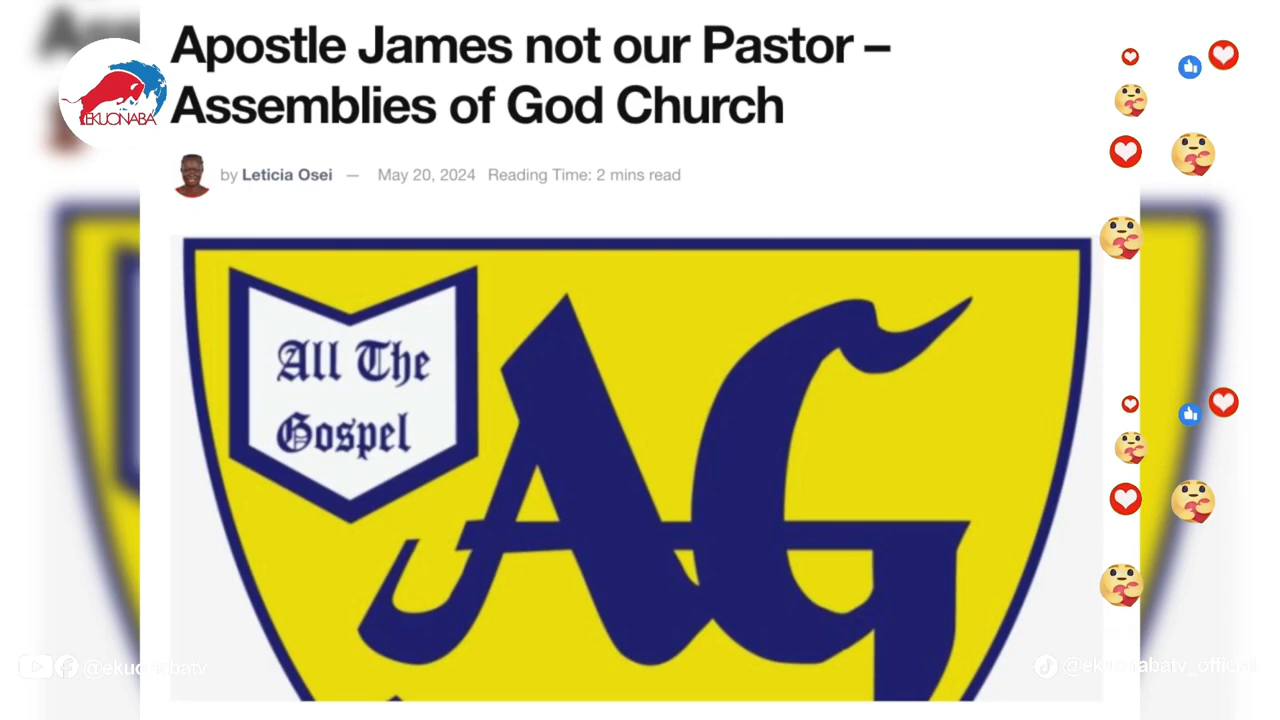 Apostle James not our Pastor –
Assemblies of God Church
EKUONABA
by Leticia Osei — May 20, 2024 Reading Time: 2 mins read
All The
Gospel
AG
@ekuonabatv